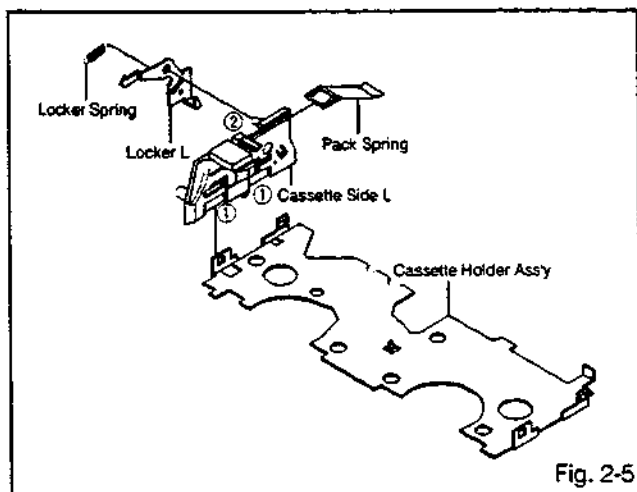 Locker Spring
Locker L
②
Pack Spring
①
① Cassette Side L
Cassette Holder Ass'y
Fig. 2-5